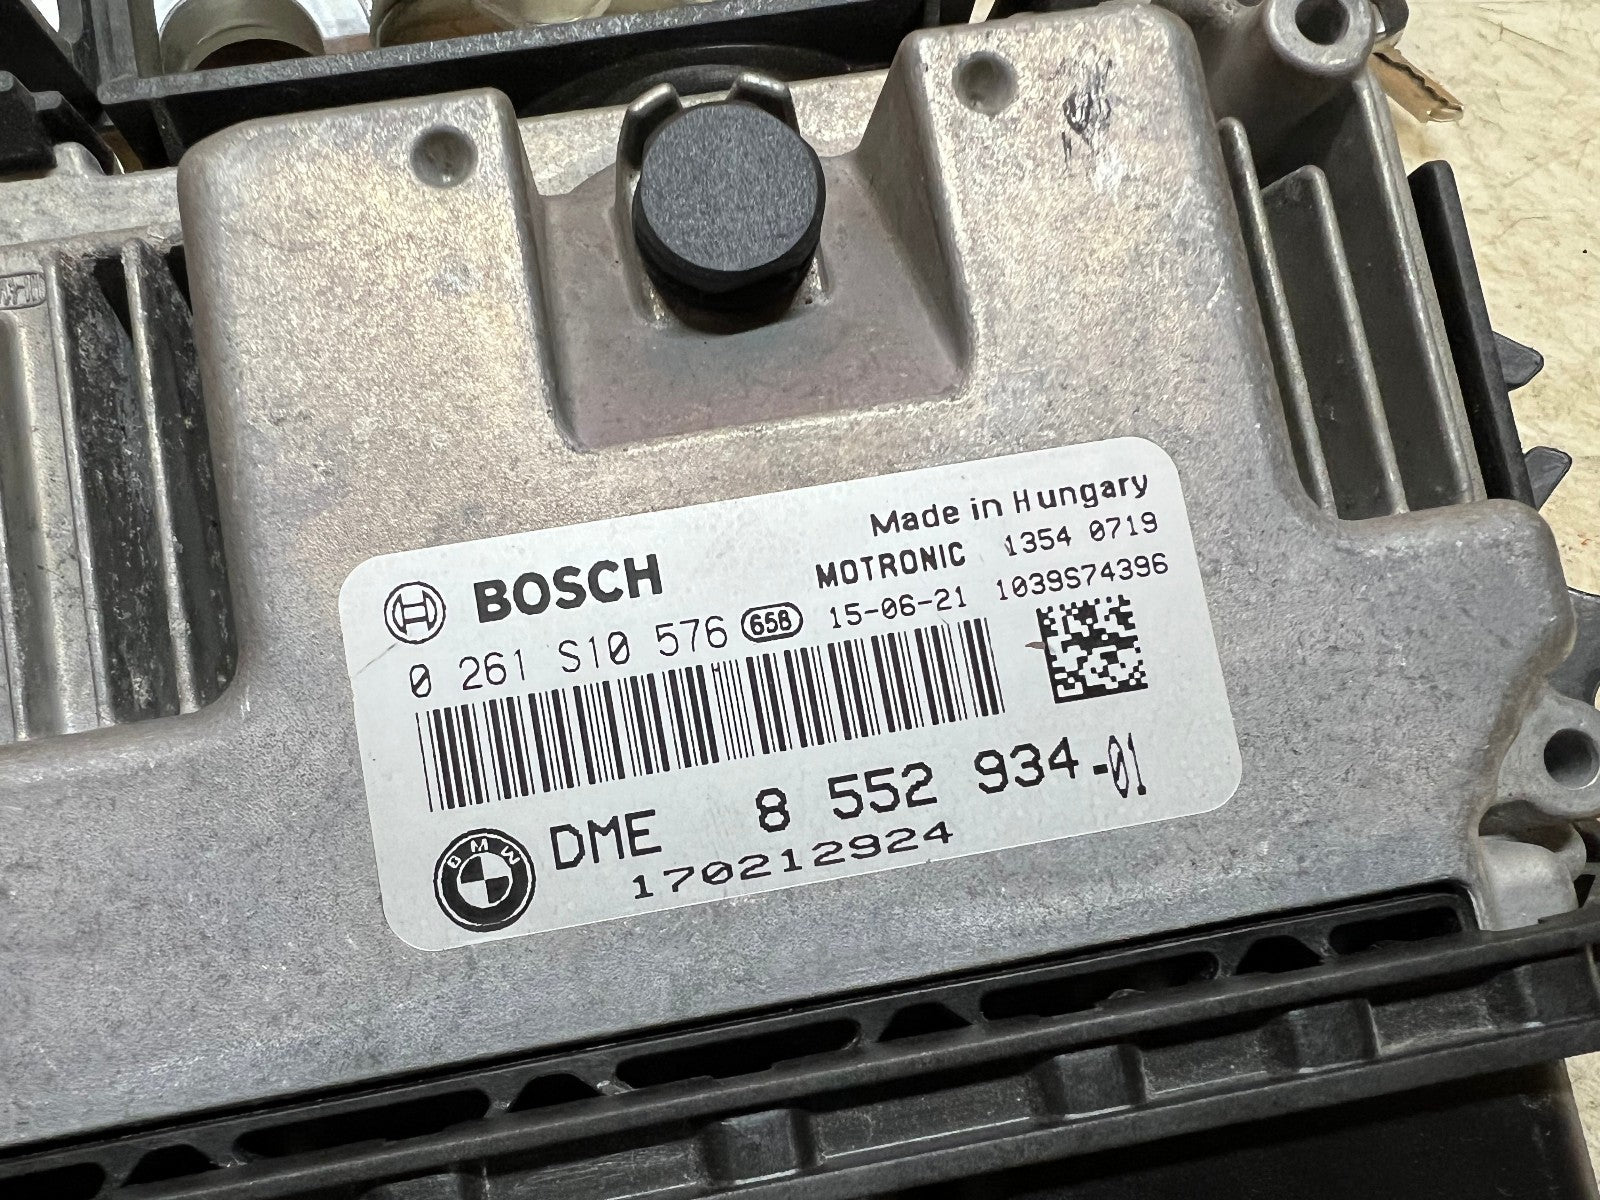 Made in Hungary
BOSCH MOTRONIC 1354 0719
0 261 S10 576 658 15-06-21 1039S74396
DME 8 552 934-01
BMW 170212924